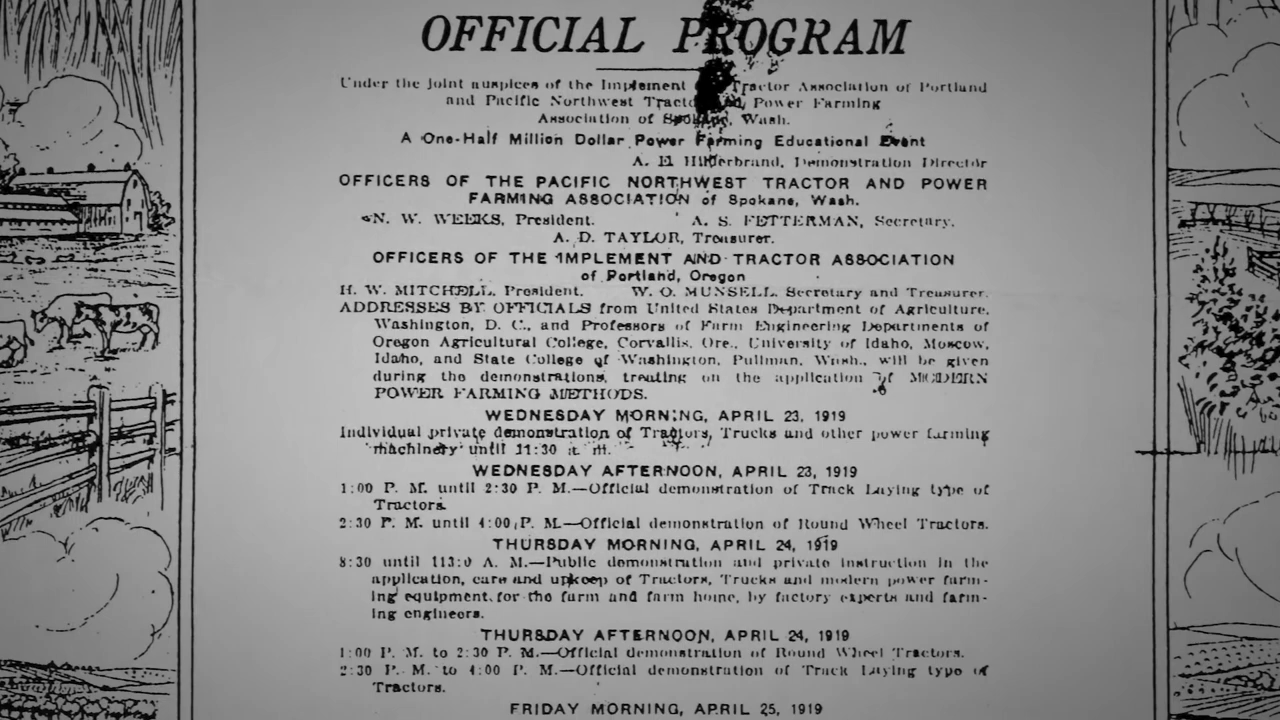 OFFICIAL PROGRAM
Under the joint auspices of the Implement Tractor Association of Portland
and Pacific Northwest Tractor and Power Farming
Association of Spokane, Wash.
A One-Half Million Dollar Power Farming Educational Event
A. E. Hilderbrand, Demonstration Director
OFFICERS OF THE PACIFIC NORTHWEST TRACTOR AND POWER
FARMING ASSOCIATION of Spokane, Wash.
N. W. WEEKS, President. A. S. FETTERMAN, Secretary.
A. D. TAYLOR, Treasurer.
OFFICERS OF THE IMPLEMENT AND TRACTOR ASSOCIATION
of Portland, Oregon
H. W. MITCHELL, President. W. O. MUNSELL, Secretary and Treasurer.
ADDRESSES BY OFFICIALS from United States Department of Agriculture,
Washington, D. C., and Professors of Farm Engineering Departments of
Oregon Agricultural College, Corvallis, Ore., University of Idaho, Moscow,
Idaho, and State College of Washington, Pullman, Wash., will be given
during the demonstrations, treating on the application of MODERN
POWER FARMING METHODS.
WEDNESDAY MORNING, APRIL 23, 1919
Individual private demonstration of Tractors, Trucks and other power farming
machinery until 11:30 a. m.
WEDNESDAY AFTERNOON, APRIL 23, 1919
1:00 P. M. until 2:30 P. M.—Official demonstration of Track Laying type of
Tractors.
2:30 P. M. until 4:00 P. M.—Official demonstration of Round Wheel Tractors.
THURSDAY MORNING, APRIL 24, 1919
8:30 until 113:0 A. M.—Public demonstration and private instruction in the
application, care and upkeep of Tractors, Trucks and modern power farm-
ing equipment, for the farm and farm home, by factory experts and farm-
ing engineers.
THURSDAY AFTERNOON, APRIL 24, 1919
1:00 P. M. to 2:30 P. M.—Official demonstration of Round Wheel Tractors.
2:30 P. M. to 4:00 P. M.—Official demonstration of Track Laying type of
Tractors.
FRIDAY MORNING, APRIL 25, 1919